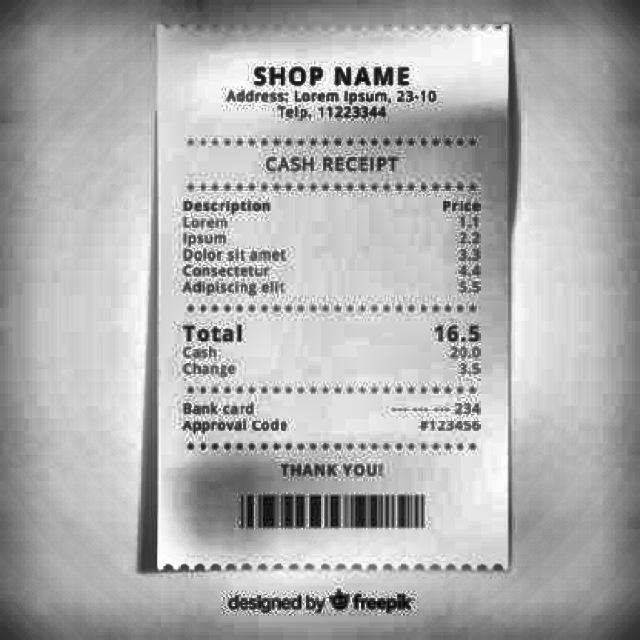 SHOP NAME
Address: Lorem Ipsum, 23-10
Telp. 11223344
CASH RECEIPT
Description Price
Lorem 1.1
Ipsum 2.2
Dolor sit amet 3.3
Consectetur 4.4
Adipiscing elit 5.5
Total 16.5
Cash 20.0
Change 3.5
Bank card --- --- --- 234
Approval Code #123456
THANK YOU!
designed by freepik